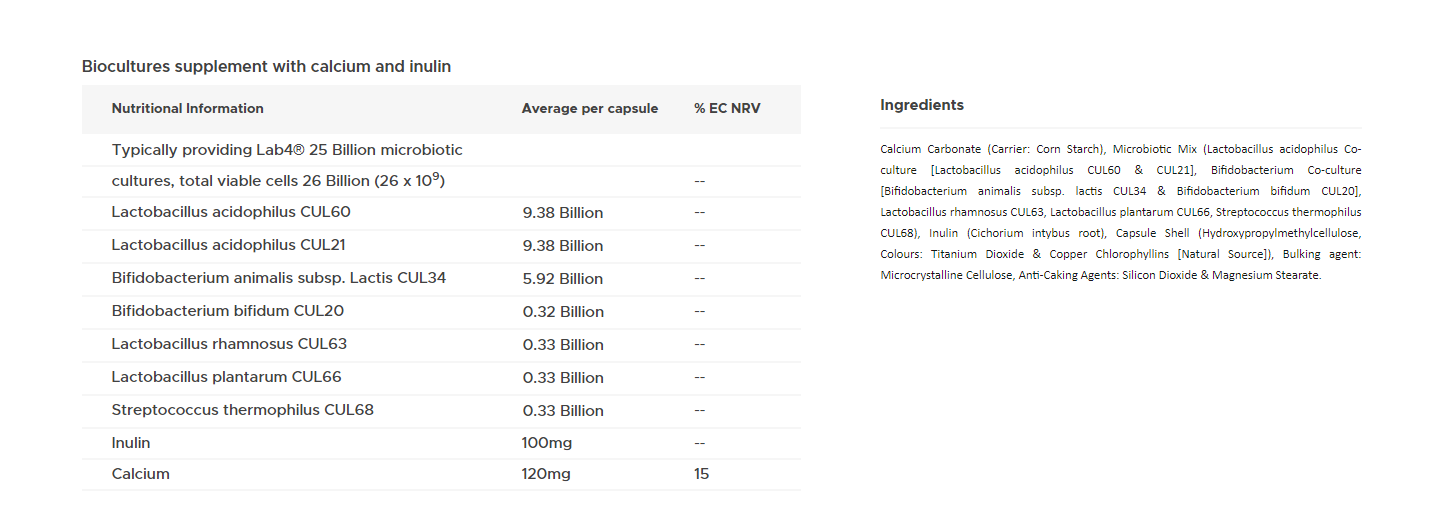 Biocultures supplement with calcium and inulin
Nutritional Information Average per capsule % EC NRV
Typically providing Lab4® 25 Billion microbiotic
cultures, total viable cells 26 Billion (26 x 10⁹) --
Lactobacillus acidophilus CUL60 9.38 Billion --
Lactobacillus acidophilus CUL21 9.38 Billion --
Bifidobacterium animalis subsp. Lactis CUL34 5.92 Billion --
Bifidobacterium bifidum CUL20 0.32 Billion --
Lactobacillus rhamnosus CUL63 0.33 Billion --
Lactobacillus plantarum CUL66 0.33 Billion --
Streptococcus thermophilus CUL68 0.33 Billion --
Inulin 100mg --
Calcium 120mg 15
Ingredients
Calcium Carbonate (Carrier: Corn Starch), Microbiotic Mix (Lactobacillus acidophilus Co-
culture [Lactobacillus acidophilus CUL60 & CUL21], Bifidobacterium Co-culture
[Bifidobacterium animalis subsp. lactis CUL34 & Bifidobacterium bifidum CUL20],
Lactobacillus rhamnosus CUL63, Lactobacillus plantarum CUL66, Streptococcus thermophilus
CUL68), Inulin (Cichorium intybus root), Capsule Shell (Hydroxypropylmethylcellulose,
Colours: Titanium Dioxide & Copper Chlorophyllins [Natural Source]), Bulking agent:
Microcrystalline Cellulose, Anti-Caking Agents: Silicon Dioxide & Magnesium Stearate.